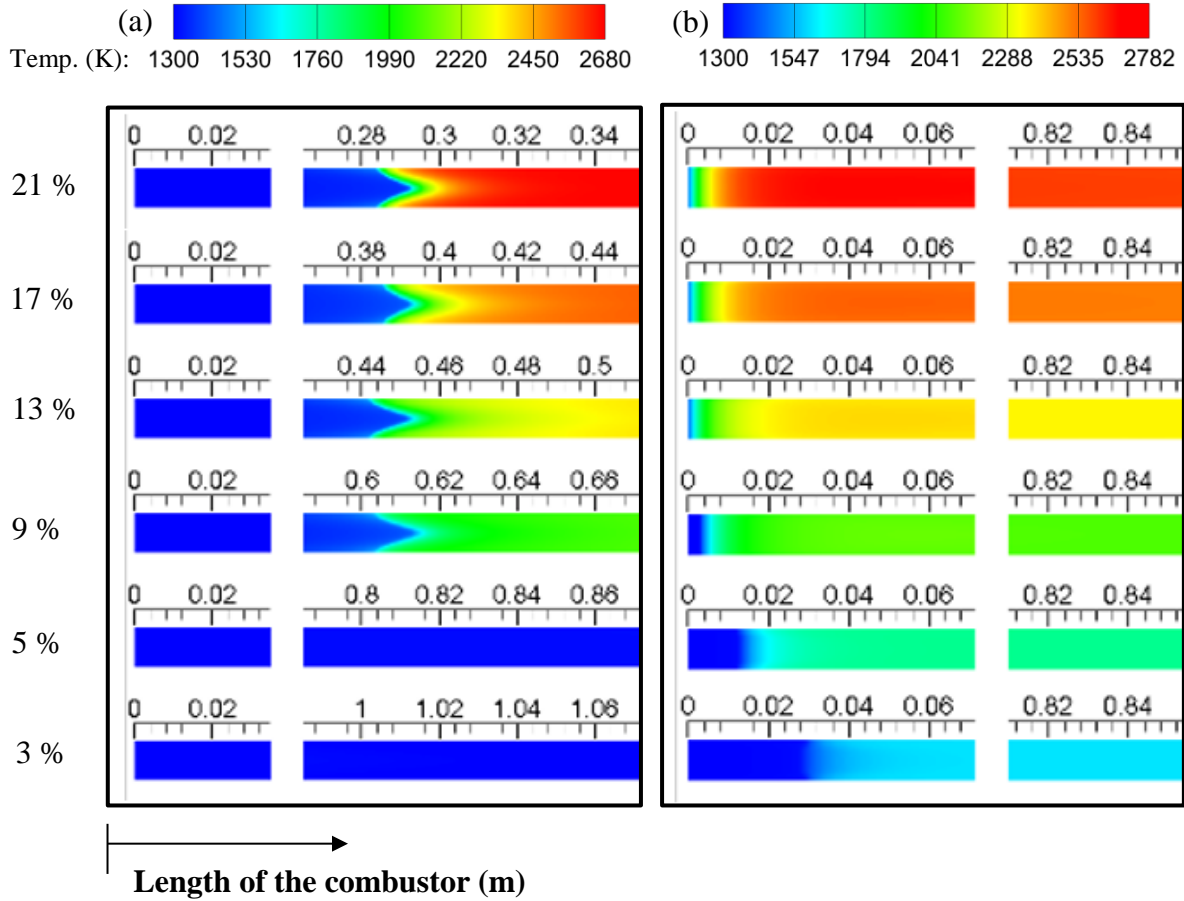 (a) (b)
Temp. (K): 1300 1530 1760 1990 2220 2450 2680 1300 1547 1794 2041 2288 2535 2782
0 0.02 0.28 0.3 0.32 0.34 0 0.02 0.04 0.06 0.82 0.84
21 %
0 0.02 0.38 0.4 0.42 0.44 0 0.02 0.04 0.06 0.82 0.84
17 %
0 0.02 0.44 0.46 0.48 0.5 0 0.02 0.04 0.06 0.82 0.84
13 %
0 0.02 0.6 0.62 0.64 0.66 0 0.02 0.04 0.06 0.82 0.84
9 %
0 0.02 0.8 0.82 0.84 0.86 0 0.02 0.04 0.06 0.82 0.84
5 %
0 0.02 1 1.02 1.04 1.06 0 0.02 0.04 0.06 0.82 0.84
3 %
Length of the combustor (m)